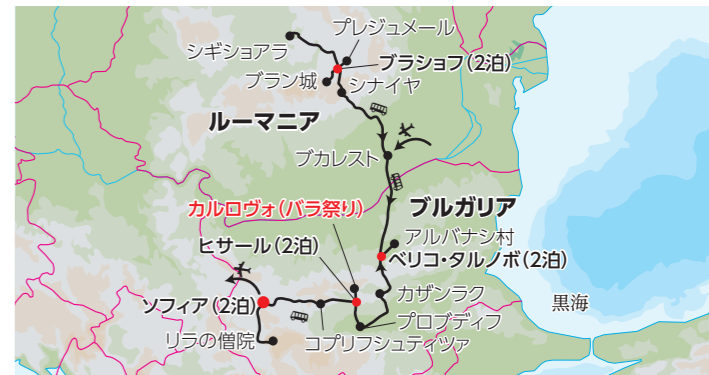 プレジュメール
シギショアラ
ブラショフ（2泊）
ブラン城
シナイヤ
ルーマニア
ブカレスト
カルロヴォ（バラ祭り）
ブルガリア
アルバナシ村
ヒサール（2泊）
ベリコ・タルノボ（2泊）
カザンラク
黒海
ソフィア（2泊）
プロブディフ
リラの僧院
コプリフシュティツァ